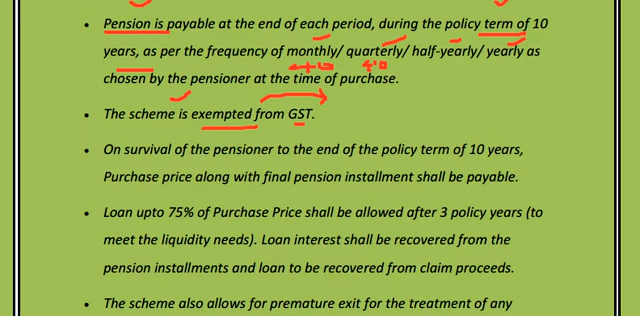 • Pension is payable at the end of each period, during the policy term of 10
years, as per the frequency of monthly/ quarterly/ half-yearly/ yearly as
chosen by the pensioner at the time of purchase.
• The scheme is exempted from GST.
• On survival of the pensioner to the end of the policy term of 10 years,
Purchase price along with final pension installment shall be payable.
• Loan upto 75% of Purchase Price shall be allowed after 3 policy years (to
meet the liquidity needs). Loan interest shall be recovered from the
pension installments and loan to be recovered from claim proceeds.
• The scheme also allows for premature exit for the treatment of any